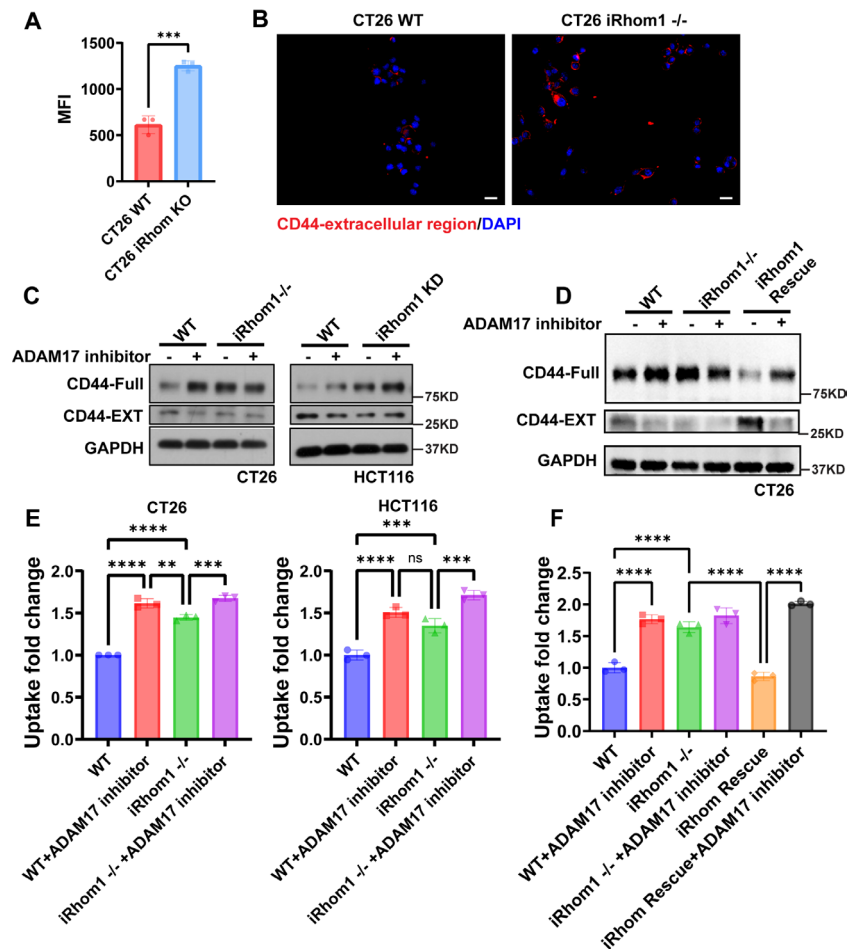 A
***
1500
1000
500
0
MFI
CT26 WT
CT26 iRhom KO
B
CT26 WT
CT26 iRhom1 -/-
CD44-extracellular region/DAPI
C
WT
iRhom1-/-
WT
iRhom1 KD
ADAM17 inhibitor
- + - +
- + - +
CD44-Full
75KD
CD44-EXT
25KD
GAPDH
37KD
CT26
HCT116
D
WT
iRhom1-/-
iRhom1
Rescue
ADAM17 inhibitor
- + - + - +
CD44-Full
75KD
CD44-EXT
25KD
GAPDH
37KD
CT26
E
CT26
****
**** ** ***
2.0
1.5
1.0
0.5
0.0
Uptake fold change
WT
WT+ADAM17 inhibitor
iRhom1 -/-
iRhom1 -/-+ADAM17 inhibitor
HCT116
***
**** ns ***
2.0
1.5
1.0
0.5
0.0
Uptake fold change
WT
WT+ADAM17 inhibitor
iRhom1 -/-
iRhom1 -/-+ADAM17 inhibitor
F
****
**** **** ****
2.5
2.0
1.5
1.0
0.5
0.0
Uptake fold change
WT
WT+ADAM17 inhibitor
iRhom1 -/-
iRhom1 -/-+ADAM17 inhibitor
iRhom Rescue
iRhom Rescue+ADAM17 inhibitor